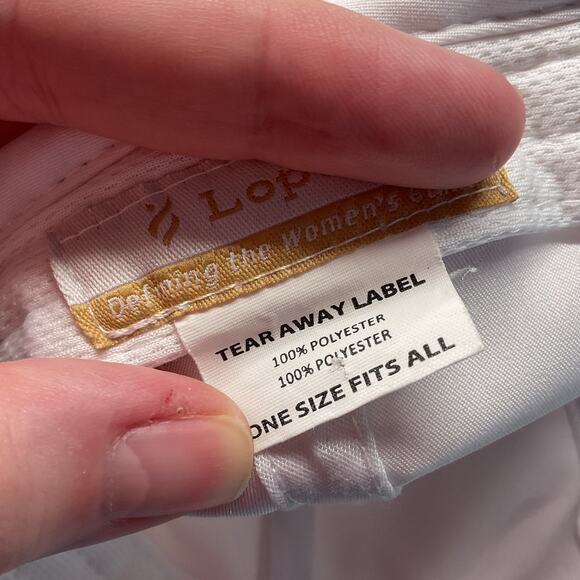 Lop
Defining the Women's
TEAR AWAY LABEL
100% POLYESTER
100% POLYESTER
ONE SIZE FITS ALL